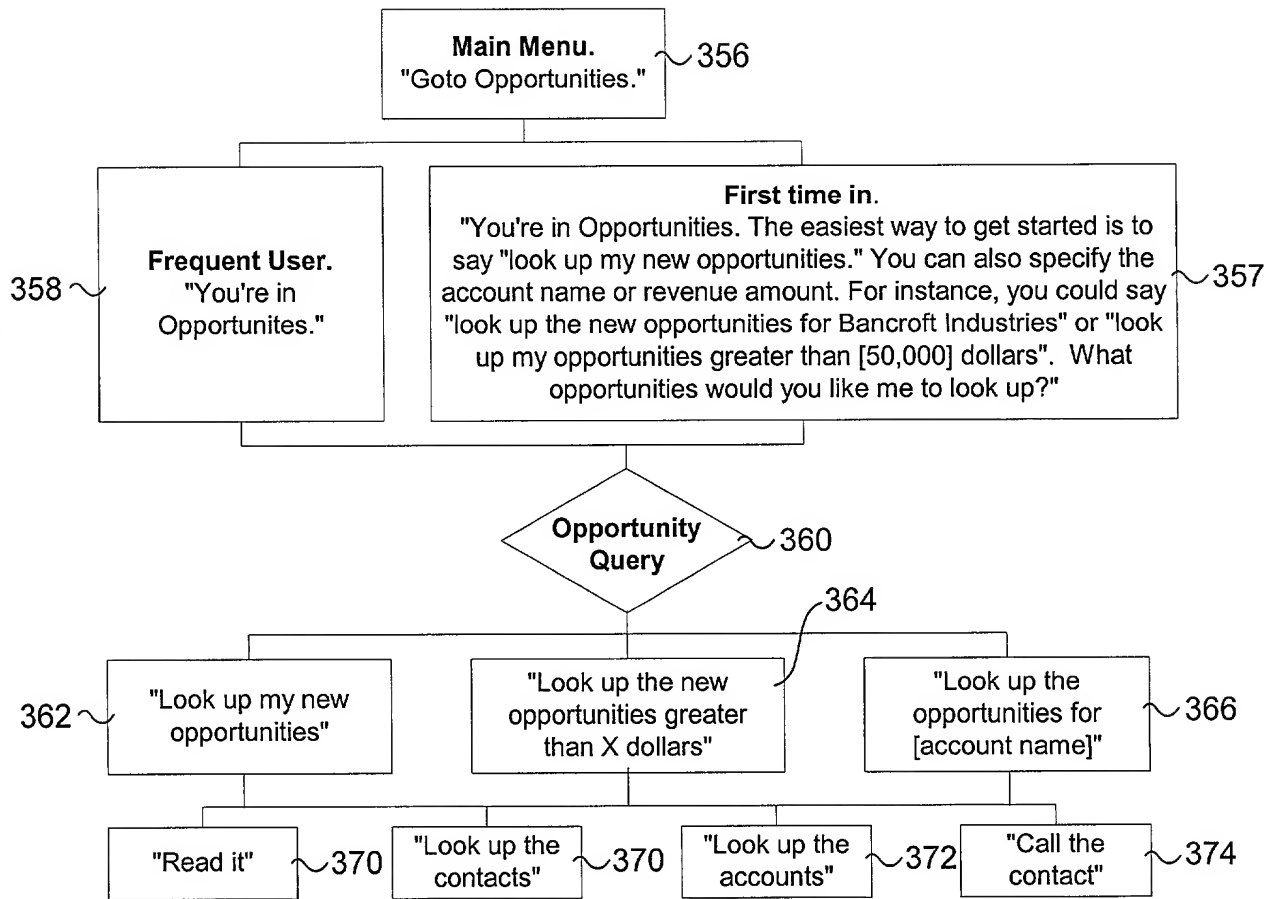 Main Menu.
"Goto Opportunities."
356
358
Frequent User.
"You're in
Opportunites."
First time in.
"You're in Opportunities. The easiest way to get started is to
say "look up my new opportunities." You can also specify the
account name or revenue amount. For instance, you could say
"look up the new opportunities for Bancroft Industries" or "look
up my opportunities greater than [50,000] dollars".  What
opportunities would you like me to look up?"
357
Opportunity
Query
360
364
362
"Look up my new
opportunities"
"Look up the new
opportunities greater
than X dollars"
"Look up the
opportunities for
[account name]"
366
"Read it"
370
"Look up the
contacts"
370
"Look up the
accounts"
372
"Call the
contact"
374